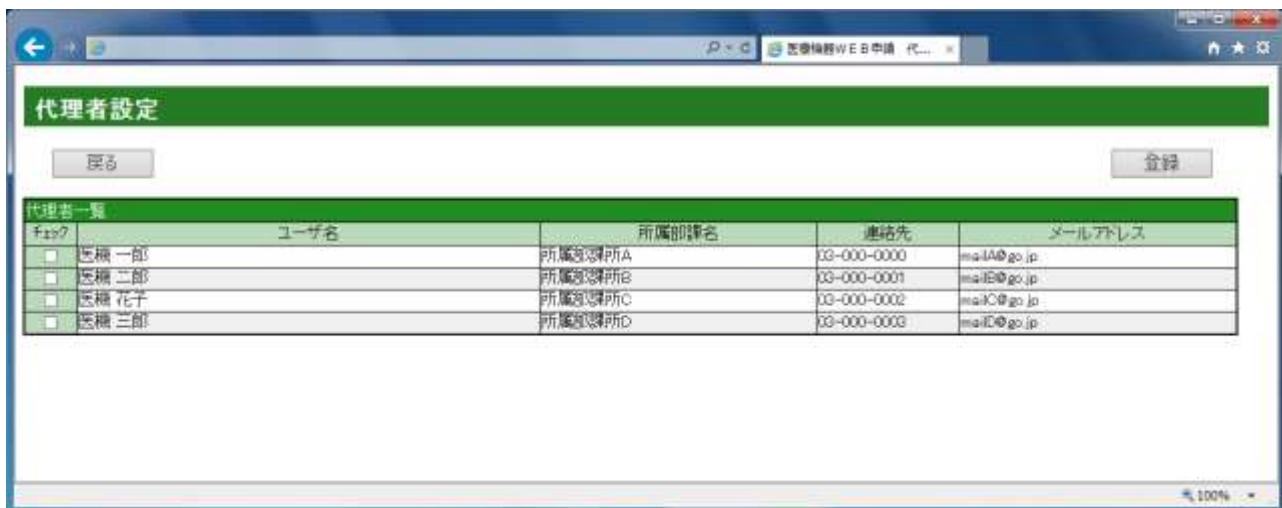 医療機器WEB申請 代...
代理者設定
戻る
登録
代理者一覧
チェック ユーザ名 所属部課名 連絡先 メールアドレス
医機 一郎 所属部課所A 03-000-0000 mailA@go.jp
医機 二郎 所属部課所B 03-000-0001 mailB@go.jp
医機 花子 所属部課所C 03-000-0002 mailC@go.jp
医機 三郎 所属部課所D 03-000-0003 mailD@go.jp
100%